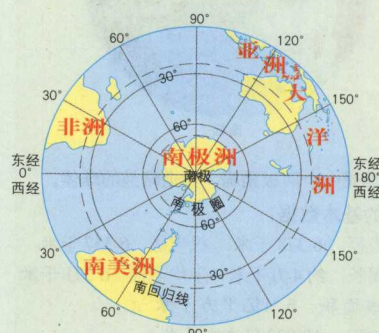 90°
60°
120°
亚洲
30°
30°
大洋洲
150°
非洲
60°
南极洲
东经
0°
西经
南极
东经
180°
西经
南极圈
60°
30°
南美洲
30°
150°
南回归线
60°
120°
90°